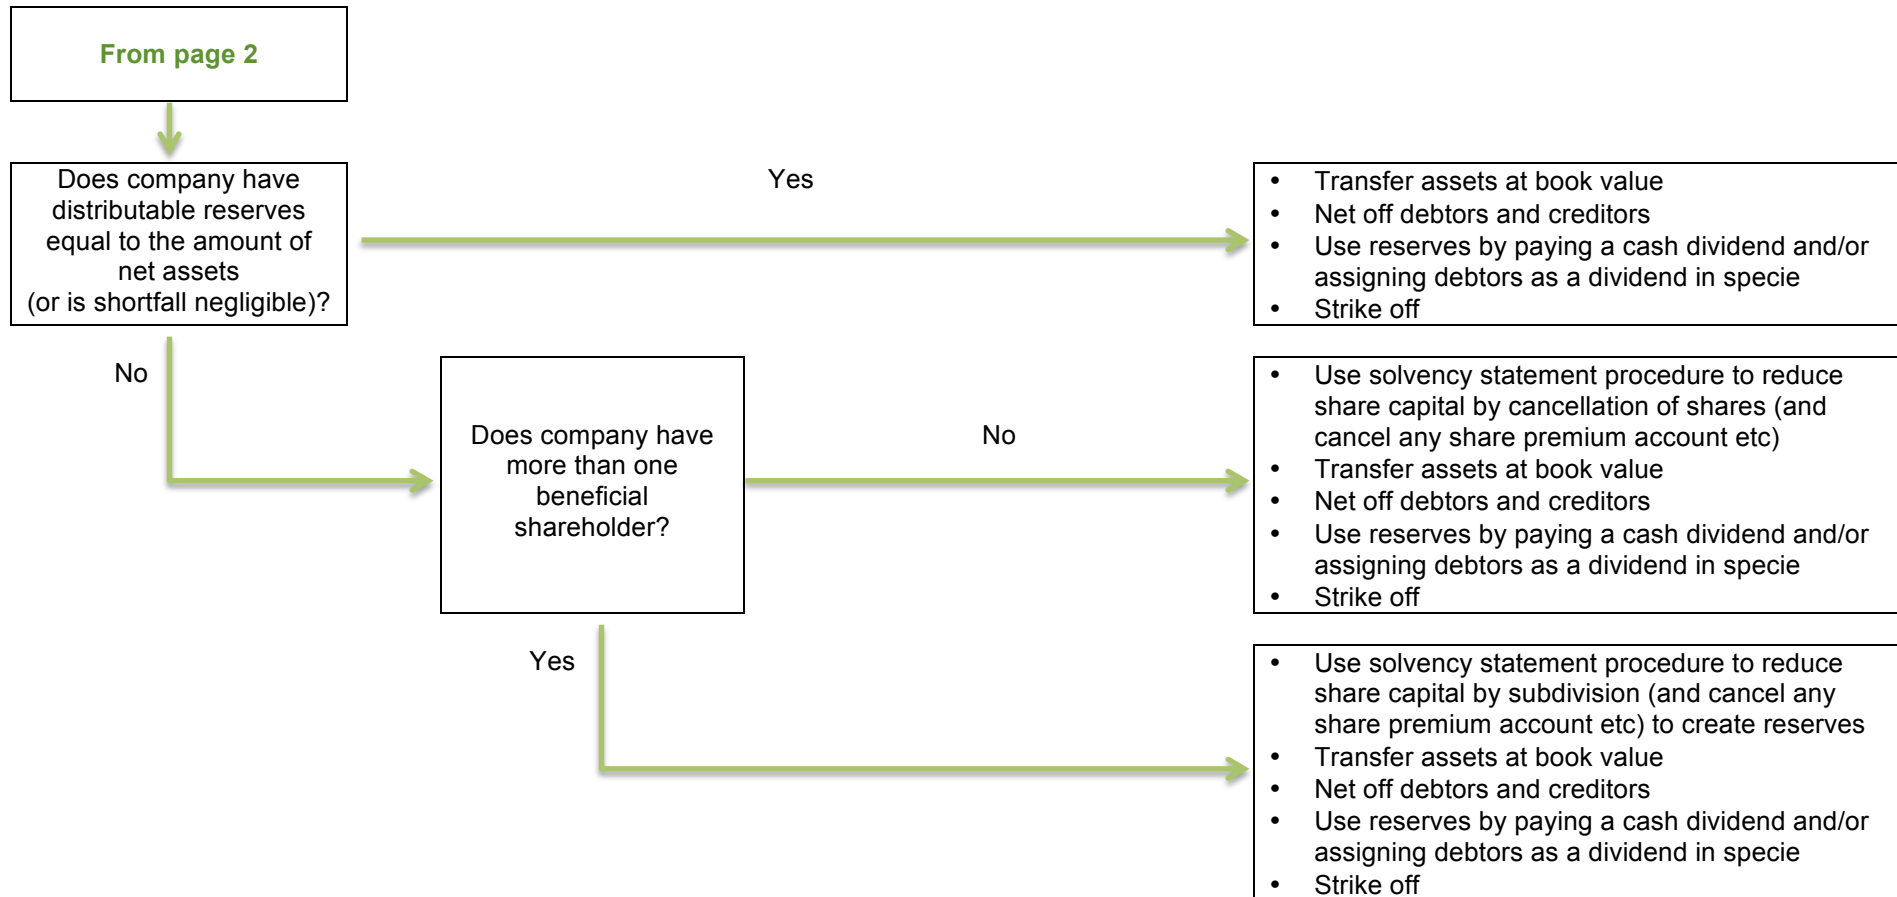 From page 2
Does company have
distributable reserves
equal to the amount of
net assets
(or is shortfall negligible)?
Yes
• Transfer assets at book value
• Net off debtors and creditors
• Use reserves by paying a cash dividend and/or
assigning debtors as a dividend in specie
• Strike off
No
Does company have
more than one
beneficial
shareholder?
No
• Use solvency statement procedure to reduce
share capital by cancellation of shares (and
cancel any share premium account etc)
• Transfer assets at book value
• Net off debtors and creditors
• Use reserves by paying a cash dividend and/or
assigning debtors as a dividend in specie
• Strike off
Yes
• Use solvency statement procedure to reduce
share capital by subdivision (and cancel any
share premium account etc) to create reserves
• Transfer assets at book value
• Net off debtors and creditors
• Use reserves by paying a cash dividend and/or
assigning debtors as a dividend in specie
• Strike off